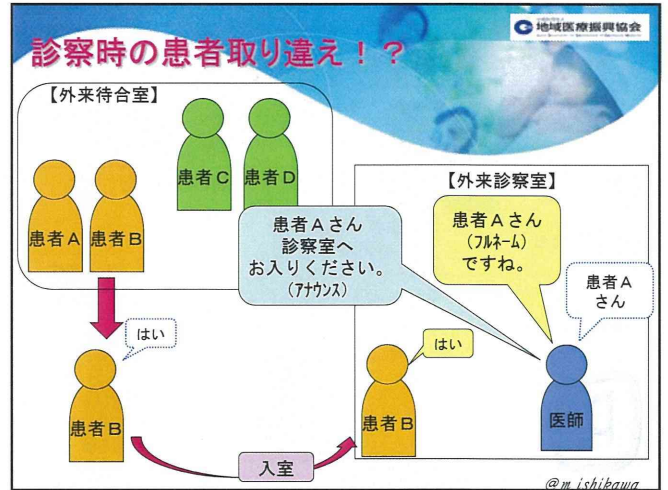 地域医療振興協会
診察時の患者取り違え！？
【外来待合室】
患者C
患者D
患者A
患者B
【外来診察室】
患者Aさん
診察室へ
お入りください。
（アナウンス）
患者Aさん
（フルネーム）
ですね。
患者A
さん
はい
はい
患者B
患者B
医師
入室
@m ishikawa